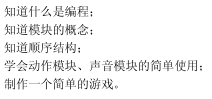 知道什么是编程；
知道模块的概念；
知道顺序结构；
学会动作模块、声音模块的简单使用；
制作一个简单的游戏。